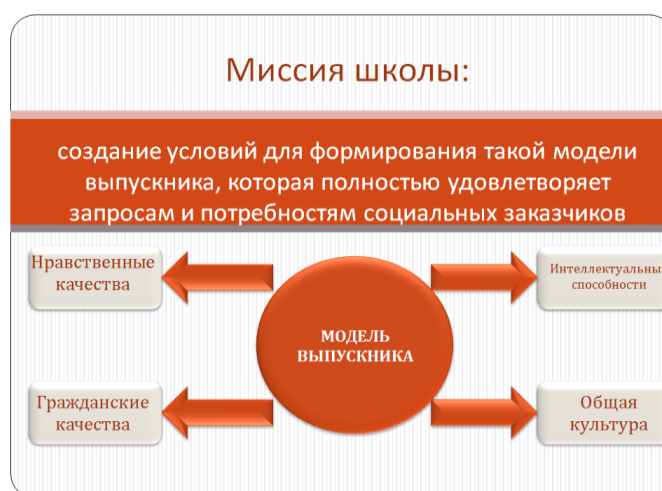 Миссия школы:
создание условий для формирования такой модели
выпускника, которая полностью удовлетворяет
запросам и потребностям социальных заказчиков
Нравственные
качества
Интеллектуальны
способности
МОДЕЛЬ
ВЫПУСКНИКА
Гражданские
качества
Общая
культура